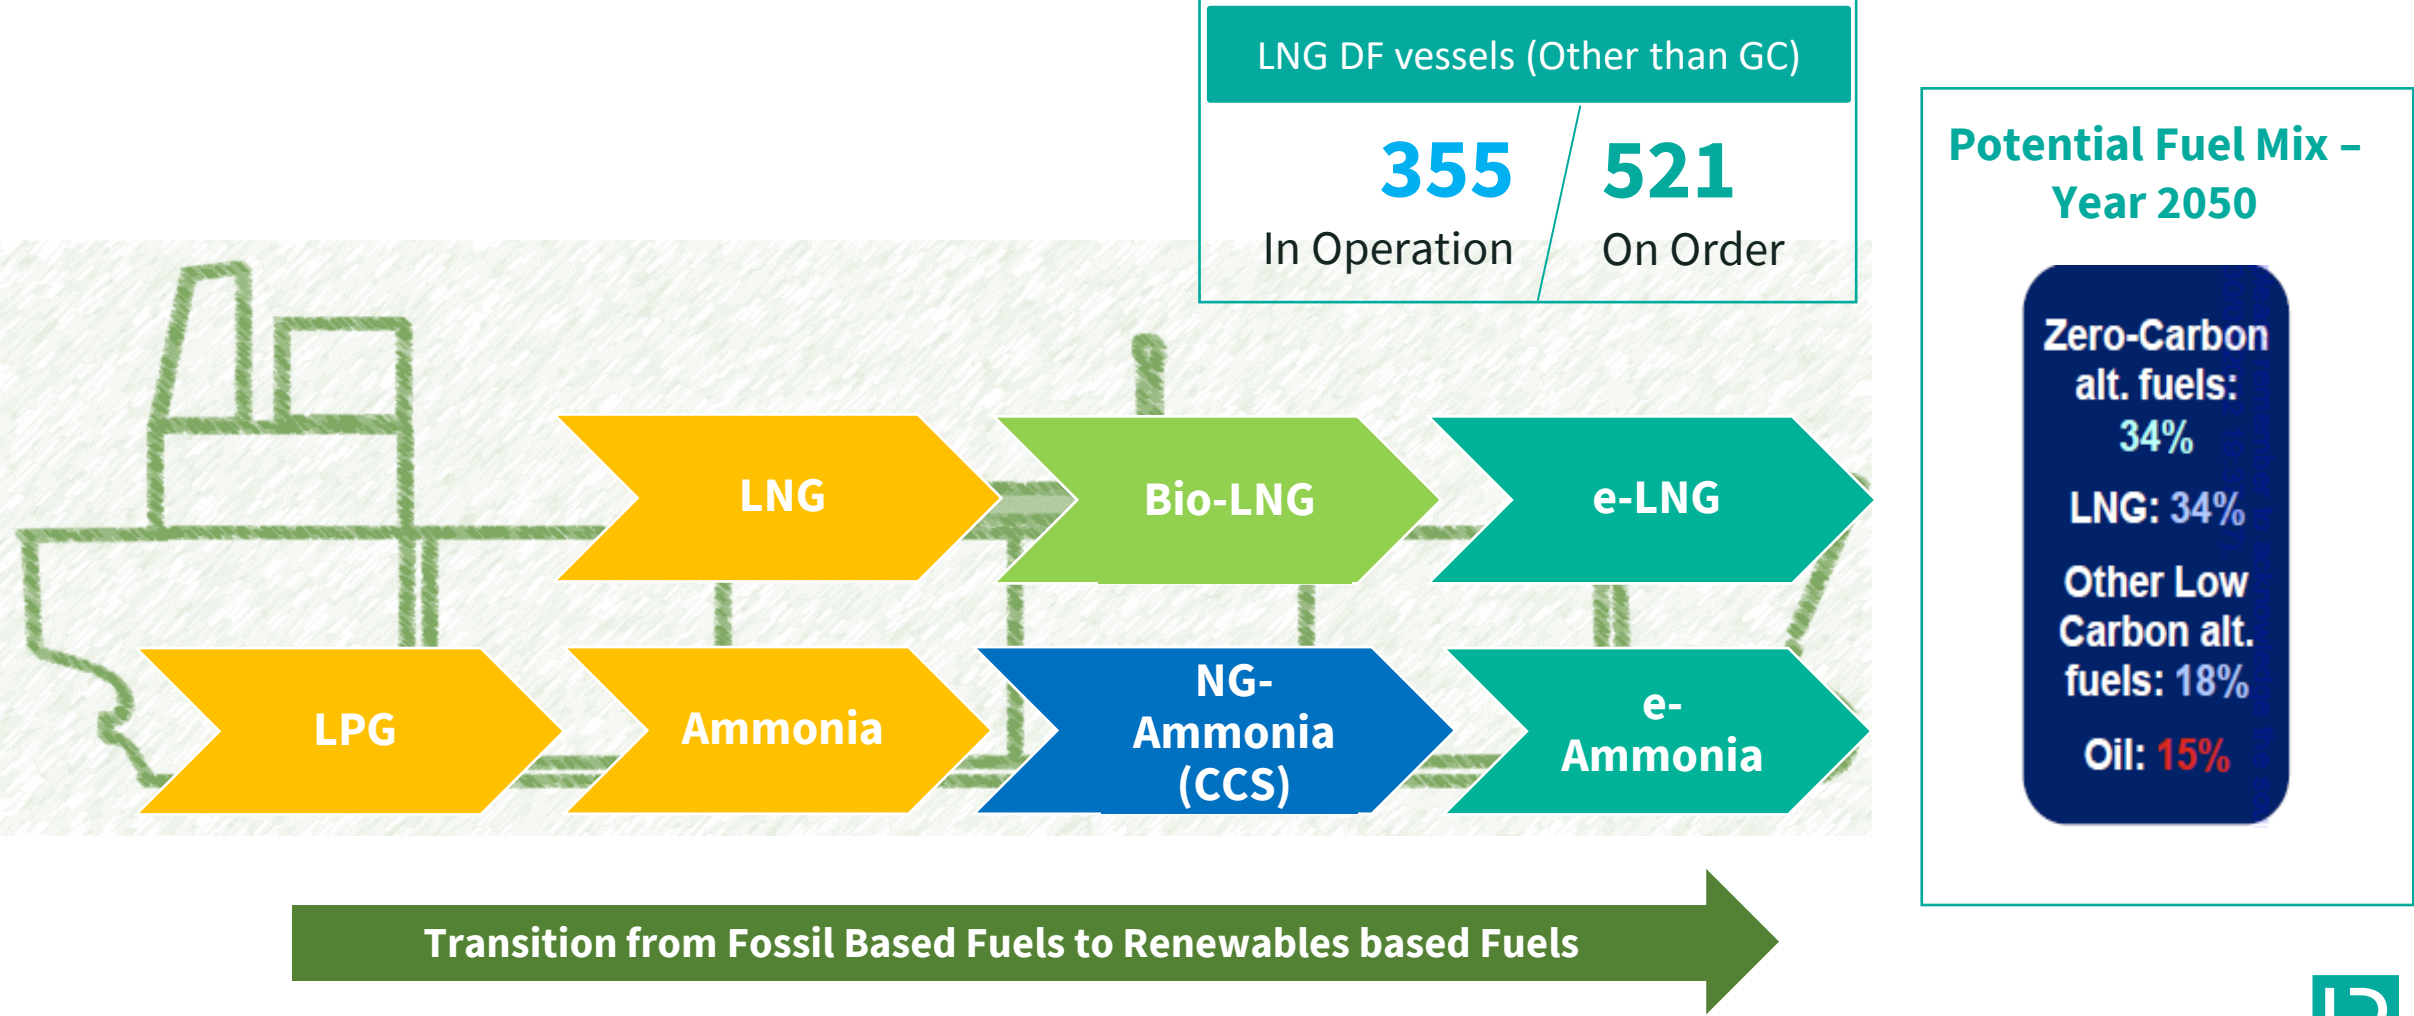 LNG DF vessels (Other than GC)
355
In Operation
521
On Order
Potential Fuel Mix –
Year 2050
Zero-Carbon
alt. fuels:
34%
LNG: 34%
Other Low
Carbon alt.
fuels: 18%
Oil: 15%
LNG
Bio-LNG
e-LNG
LPG
Ammonia
NG-
Ammonia
(CCS)
e-
Ammonia
Transition from Fossil Based Fuels to Renewables based Fuels